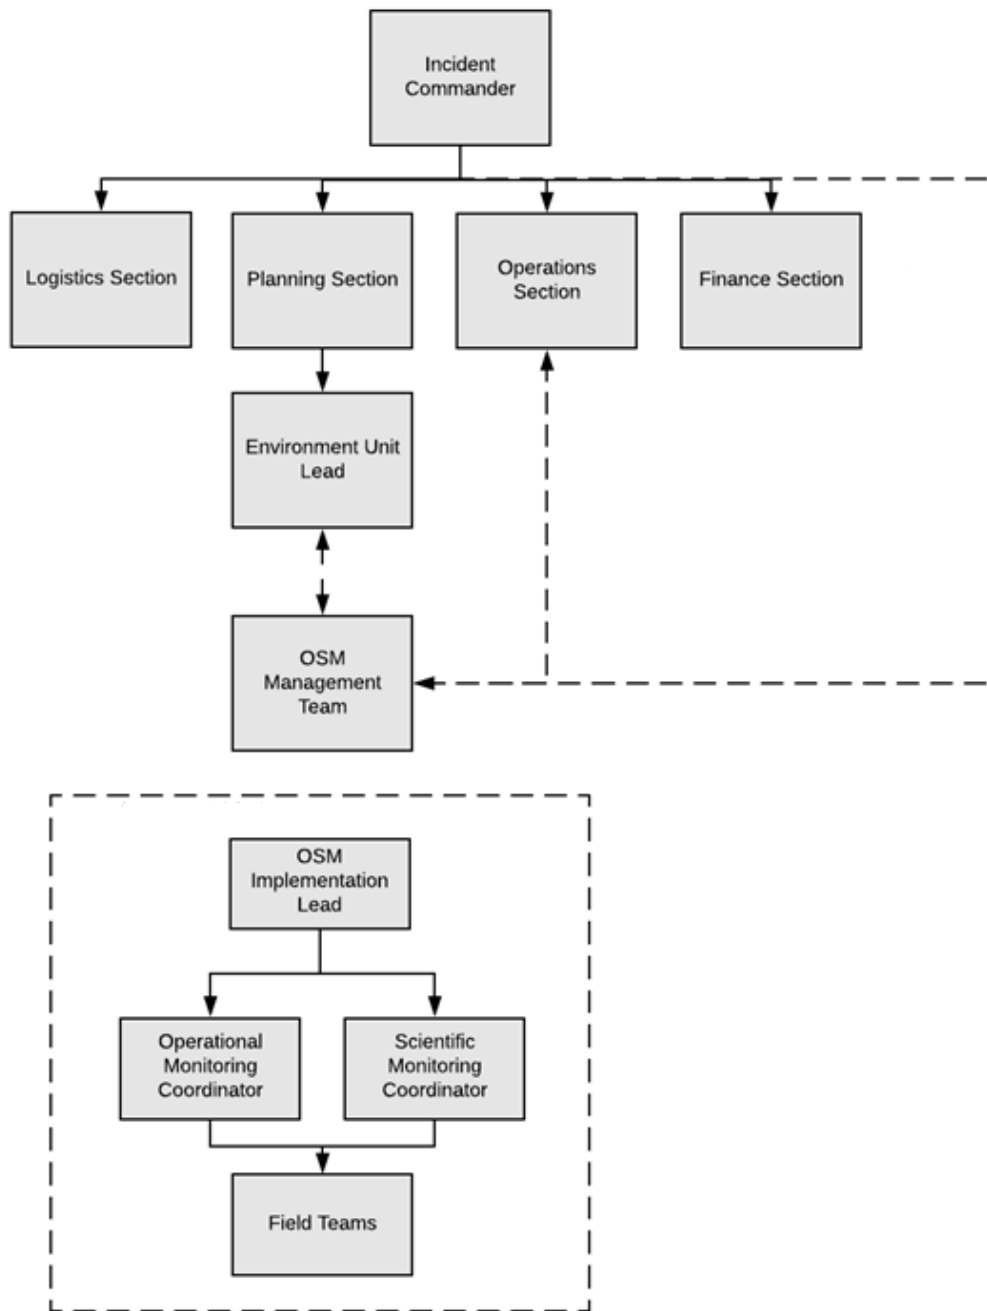 Incident
Commander
Logistics Section
Planning Section
Operations
Section
Finance Section
Environment Unit
Lead
OSM
Management
Team
OSM
Implementation
Lead
Operational
Monitoring
Coordinator
Scientific
Monitoring
Coordinator
Field Teams